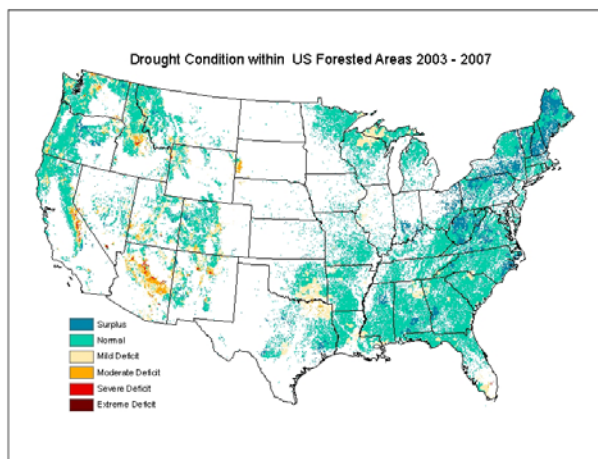 Drought Condition within US Forested Areas 2003 - 2007
Surplus
Normal
Mild Deficit
Moderate Deficit
Severe Deficit
Extreme Deficit